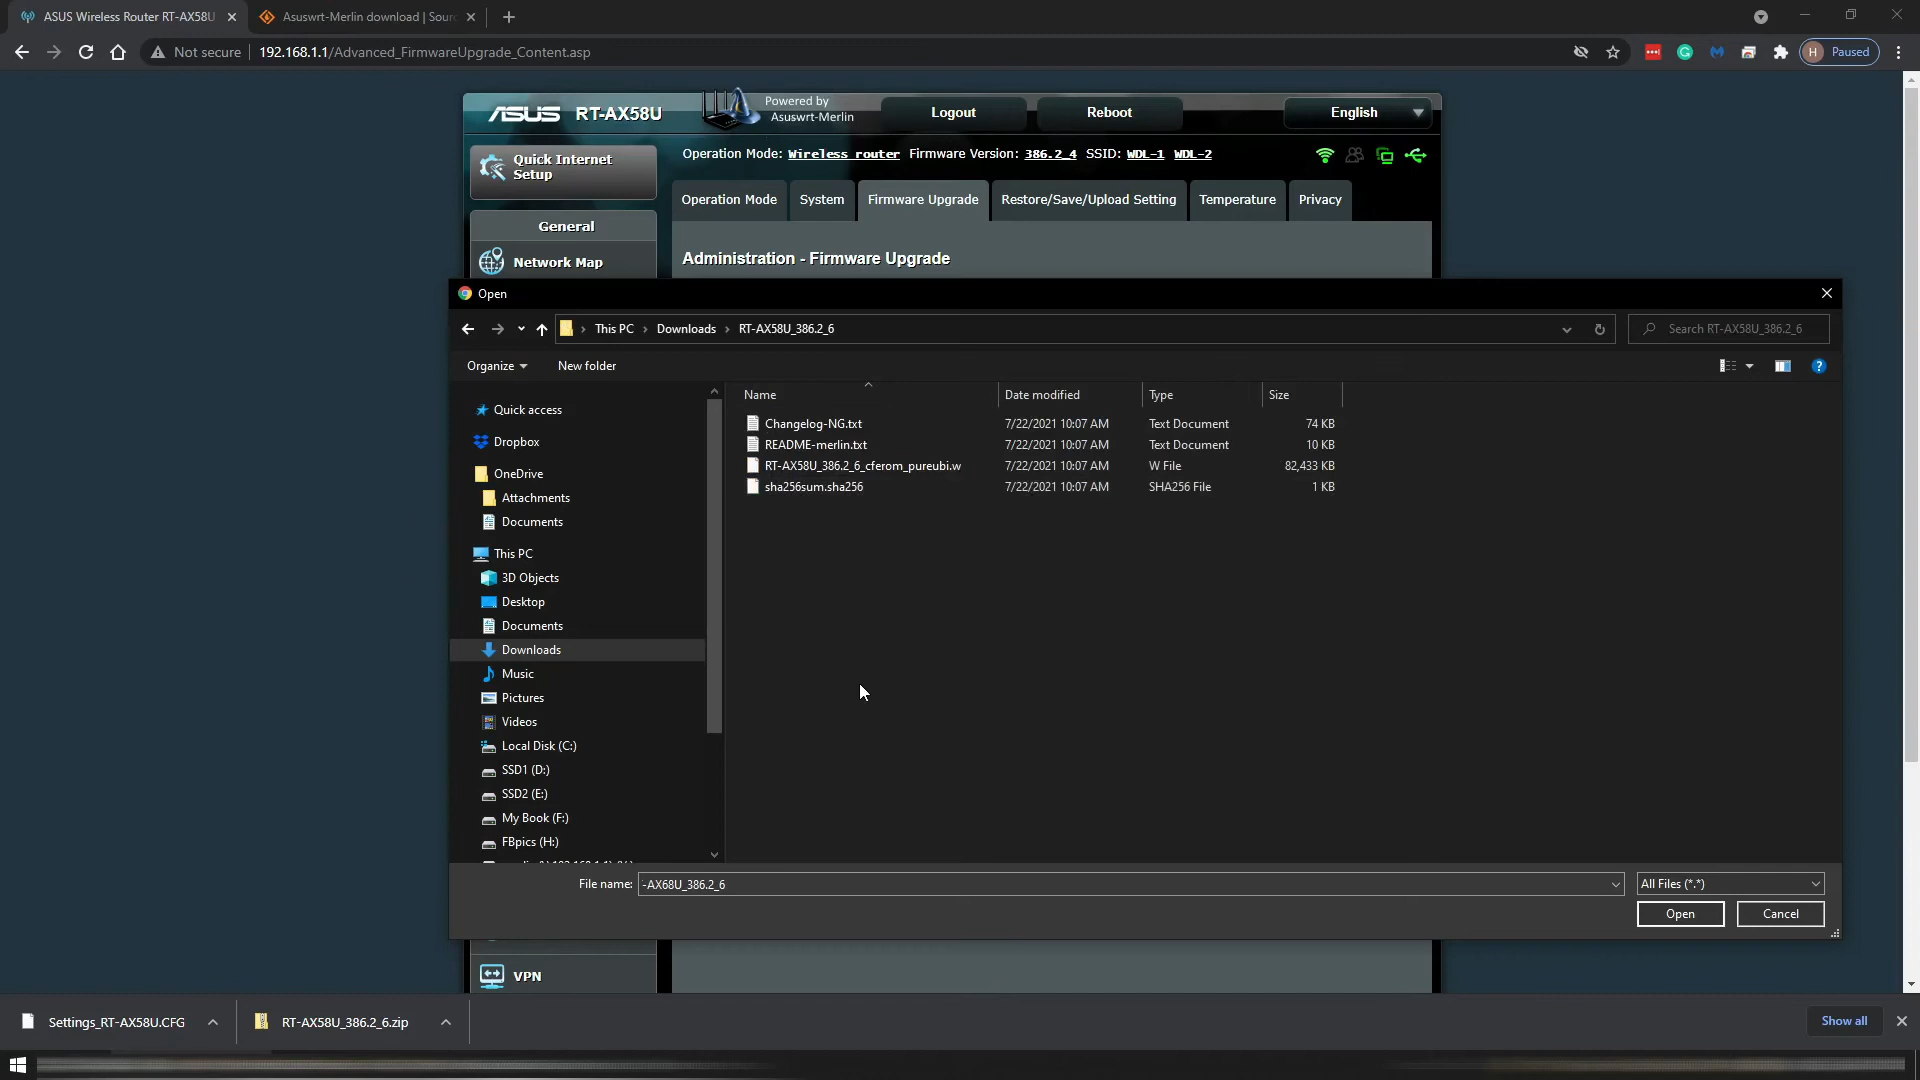 ASUS Wireless Router RT-AX58U
Asuswrt-Merlin download | Sour
Not secure
192.168.1.1/Advanced_FirmwareUpgrade_Content.asp
H Paused
ASUS RT-AX58U
Powered by
Asuswrt-Merlin
Logout
Reboot
English
Quick Internet
Setup
Operation Mode: Wireless router Firmware Version: 386.2_4 SSID: WDL-1 WDL-2
Operation Mode
System
Firmware Upgrade
Restore/Save/Upload Setting
Temperature
Privacy
General
Network Map
Administration - Firmware Upgrade
Open
This PC
Downloads
RT-AX58U_386.2_6
Search RT-AX58U_386.2_6
Organize
New folder
?
Name
Date modified
Type
Size
Quick access
Dropbox
OneDrive
Attachments
Documents
This PC
3D Objects
Desktop
Documents
Downloads
Music
Pictures
Videos
Local Disk (C:)
SSD1 (D:)
SSD2 (E:)
My Book (F:)
FBpics (H:)
Changelog-NG.txt 7/22/2021 10:07 AM Text Document 74 KB
README-merlin.txt 7/22/2021 10:07 AM Text Document 10 KB
RT-AX58U_386.2_6_cferom_pureubi.w 7/22/2021 10:07 AM W File 82,433 KB
sha256sum.sha256 7/22/2021 10:07 AM SHA256 File 1 KB
File name:
-AX68U_386.2_6
All Files (*.*)
Open
Cancel
VPN
Settings_RT-AX58U.CFG
RT-AX58U_386.2_6.zip
Show all